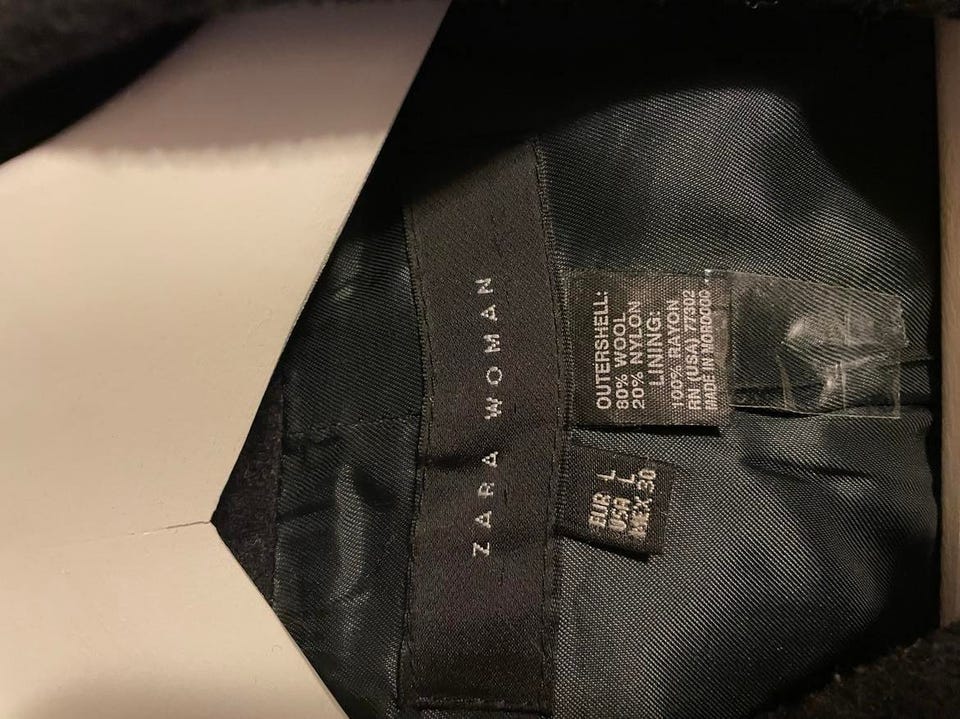 ZARA WOMAN
OUTERSHELL:
80% WOOL
20% NYLON
LINING:
100% RAYON
RN (USA) 77302
MADE IN MOROCCO
EUR L
USA L
MEX 30